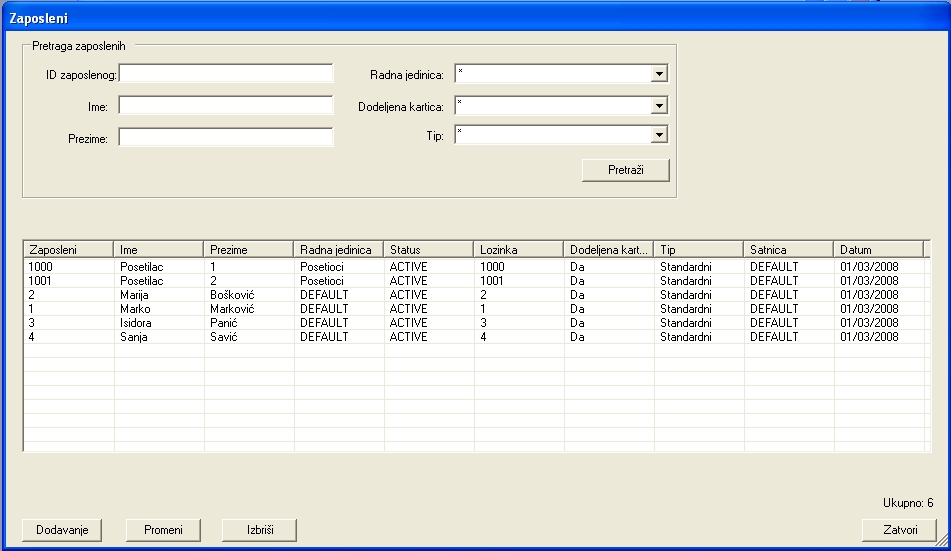 Zaposleni
Pretraga zaposlenih
ID zaposlenog:
Radna jedinica: *
Ime:
Dodeljena kartica: *
Prezime:
Tip: *
Pretraži
Zaposleni Ime Prezime Radna jedinica Status Lozinka Dodeljena kart... Tip Satnica Datum
1000 Posetilac 1 Posetioci ACTIVE 1000 Da Standardni DEFAULT 01/03/2008
1001 Posetilac 2 Posetioci ACTIVE 1001 Da Standardni DEFAULT 01/03/2008
2 Marija Bošković DEFAULT ACTIVE 2 Da Standardni DEFAULT 01/03/2008
1 Marko Marković DEFAULT ACTIVE 1 Da Standardni DEFAULT 01/03/2008
3 Isidora Panić DEFAULT ACTIVE 3 Da Standardni DEFAULT 01/03/2008
4 Sanja Savić DEFAULT ACTIVE 4 Da Standardni DEFAULT 01/03/2008
Ukupno: 6
Dodavanje Promeni Izbriši Zatvori